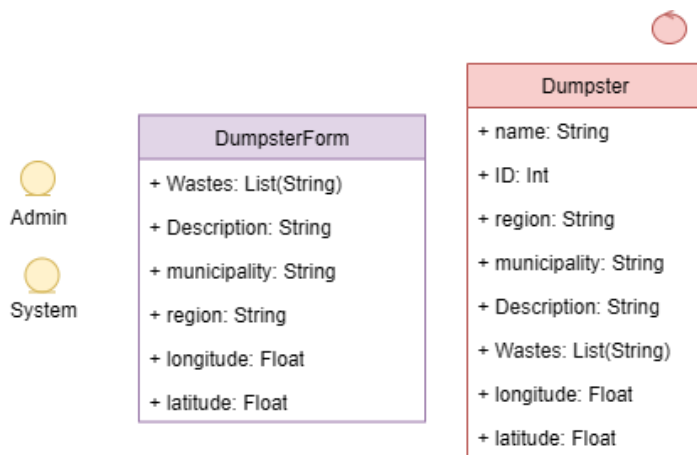 Admin
System
DumpsterForm
+ Wastes: List(String)
+ Description: String
+ municipality: String
+ region: String
+ longitude: Float
+ latitude: Float
Dumpster
+ name: String
+ ID: Int
+ region: String
+ municipality: String
+ Description: String
+ Wastes: List(String)
+ longitude: Float
+ latitude: Float